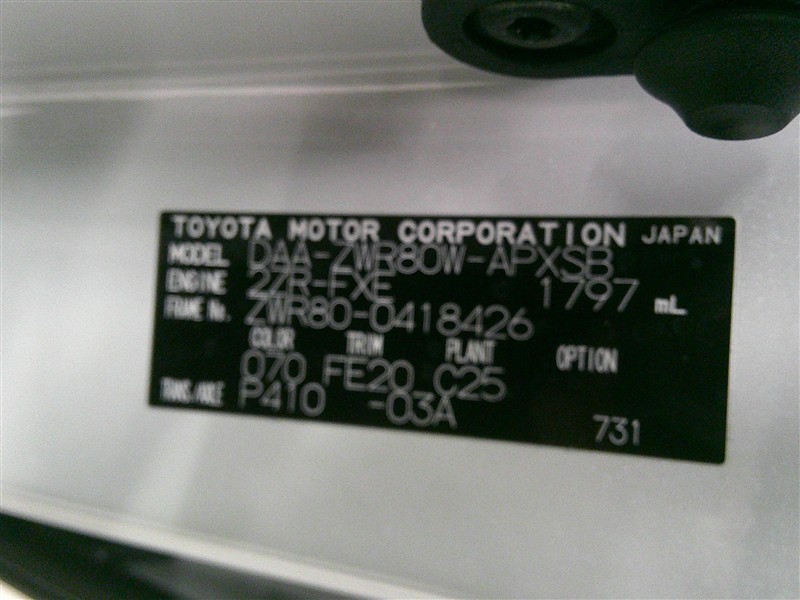 TOYOTA MOTOR CORPORATION JAPAN
MODEL DAA-ZWR80W-APXSB
ENGINE 2ZR-FXE 1797 mL
FRAME No. ZWR80-0418426
COLOR TRIM PLANT OPTION
070 FE20 C25
TRANS./AXLE P410 -03A 731